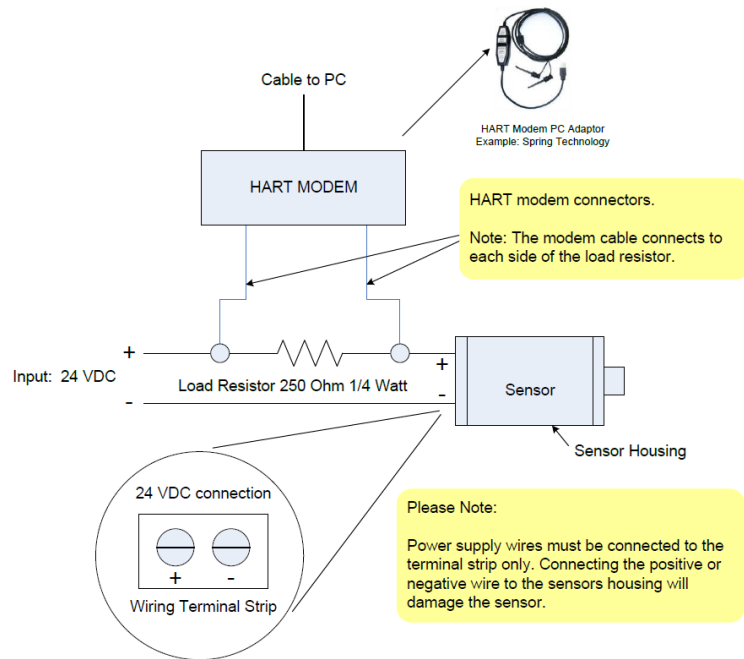 Cable to PC
HART Modem PC Adaptor
Example: Spring Technology
HART MODEM
HART modem connectors.
Note: The modem cable connects to
each side of the load resistor.
+
+
Input: 24 VDC
Load Resistor 250 Ohm 1/4 Watt
-
-
Sensor
Sensor Housing
24 VDC connection
+ -
Wiring Terminal Strip
Please Note:
Power supply wires must be connected to the
terminal strip only. Connecting the positive or
negative wire to the sensors housing will
damage the sensor.